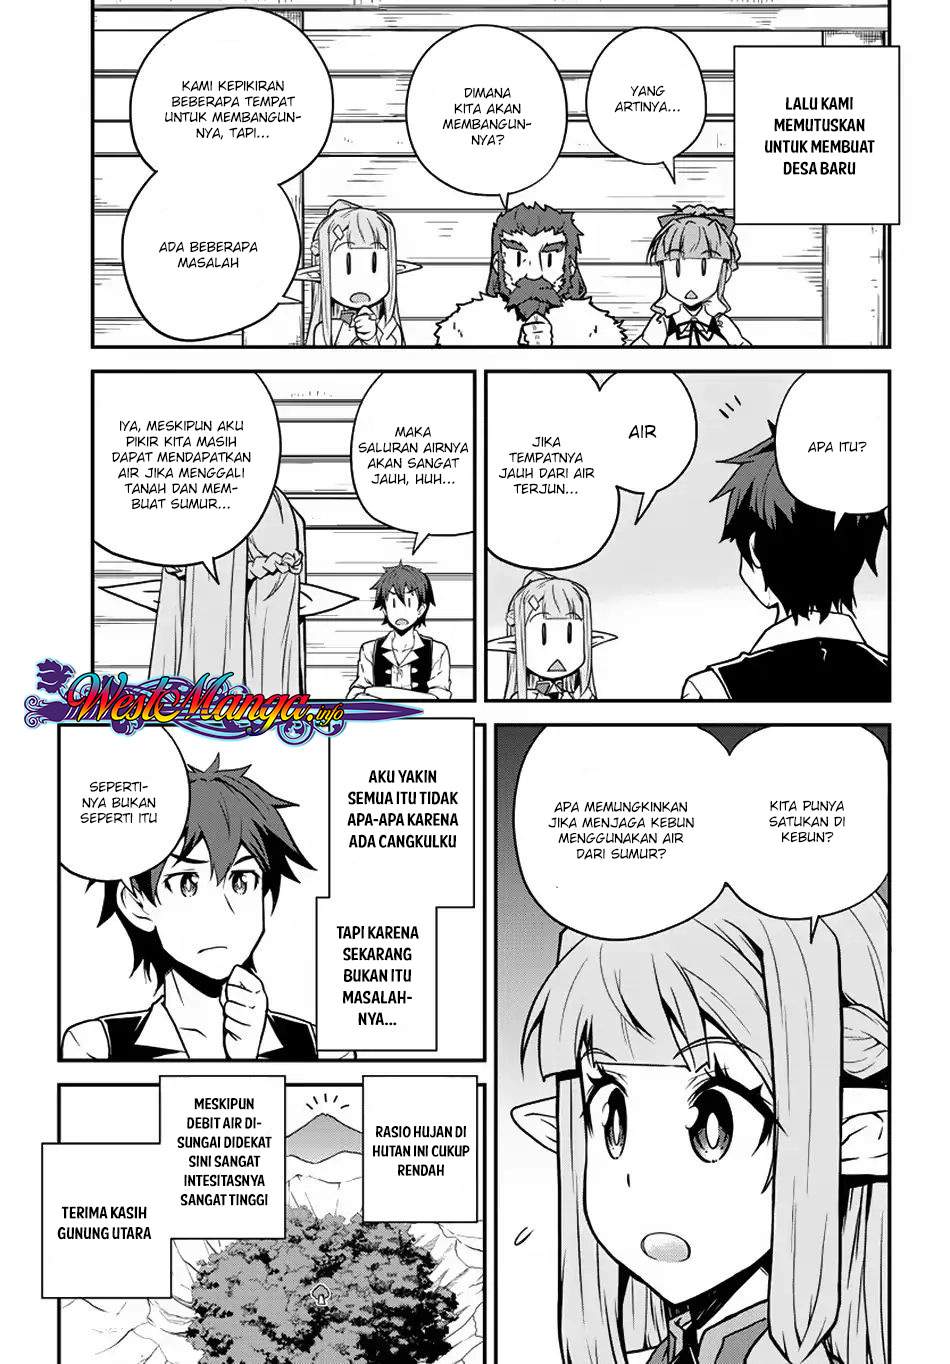 LALU KAMI
MEMUTUSKAN
UNTUK MEMBUAT
DESA BARU
YANG
ARTINYA...
DIMANA
KITA AKAN
MEMBANGUN-
NYA?
KAMI KEPIKIRAN
BEBERAPA TEMPAT
UNTUK MEMBANGUN-
NYA, TAPI...
ADA BEBERAPA
MASALAH
APA ITU?
AIR
JIKA
TEMPATNYA
JAUH DARI AIR
TERJUN...
MAKA
SALURAN AIRNYA
AKAN SANGAT
JAUH, HUH...
IYA, MESKIPUN AKU
PIKIR KITA MASIH
DAPAT MENDAPATKAN
AIR JIKA MENGGALI
TANAH DAN MEM-
BUAT SUMUR...
WestManga.info
KITA PUNYA
SATUKAN DI
KEBUN?
APA MEMUNGKINKAN
JIKA MENJAGA KEBUN
MENGGUNAKAN AIR
DARI SUMUR?
AKU YAKIN
SEMUA ITU TIDAK
APA-APA KARENA
ADA CANGKULKU
TAPI KARENA
SEKARANG
BUKAN ITU
MASALAH-
NYA...
SEPERTI-
NYA BUKAN
SEPERTI ITU
RASIO HUJAN DI
HUTAN INI CUKUP
RENDAH
MESKIPUN
DEBIT AIR DI-
SUNGAI DIDEKAT
SINI SANGAT
INTESITASNYA
SANGAT TINGGI
TERIMA KASIH
GUNUNG UTARA